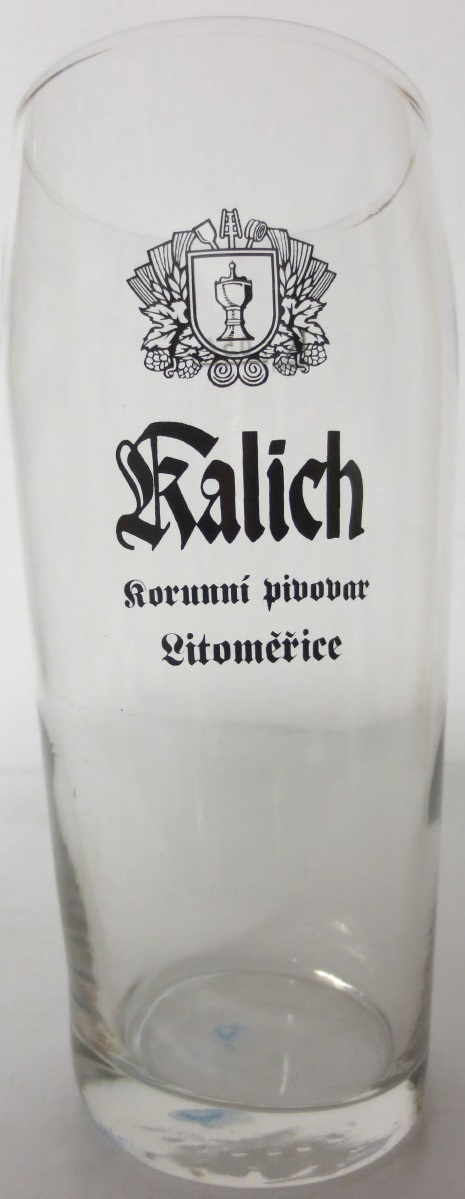 Kalich
Korunní pivovar
Litoměřice